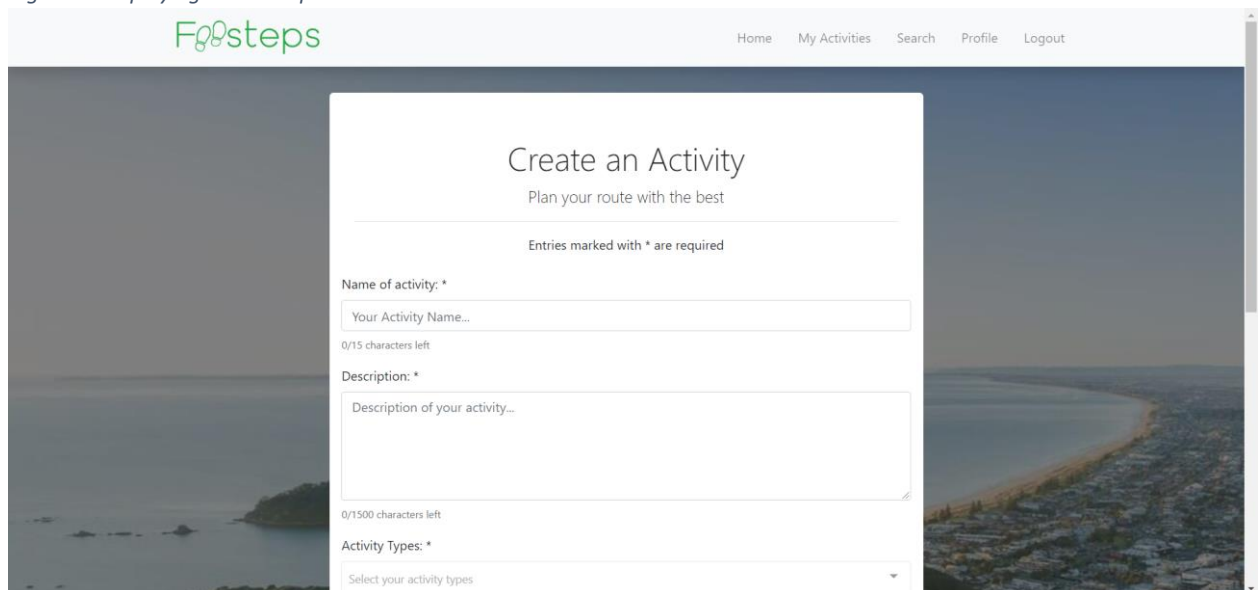 Footsteps
Home My Activities Search Profile Logout
Create an Activity
Plan your route with the best
Entries marked with * are required
Name of activity: *
Your Activity Name...
0/15 characters left
Description: *
Description of your activity...
0/1500 characters left
Activity Types: *
Select your activity types